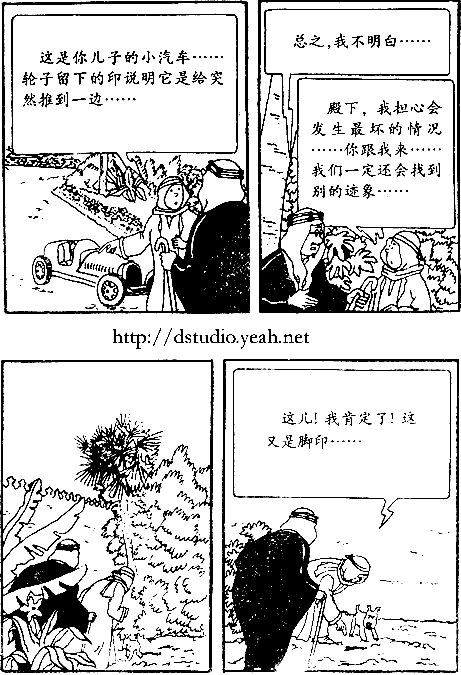 这是你儿子的小汽车……
轮子留下的印说明它是给突
然推到一边……
总之,我不明白……
殿下,我担心会
发生最坏的情况
……你跟我来……
我们一定还会找到
别的迹象……
http://dstudio.yeah.net
这儿!我肯定了!这
又是脚印……